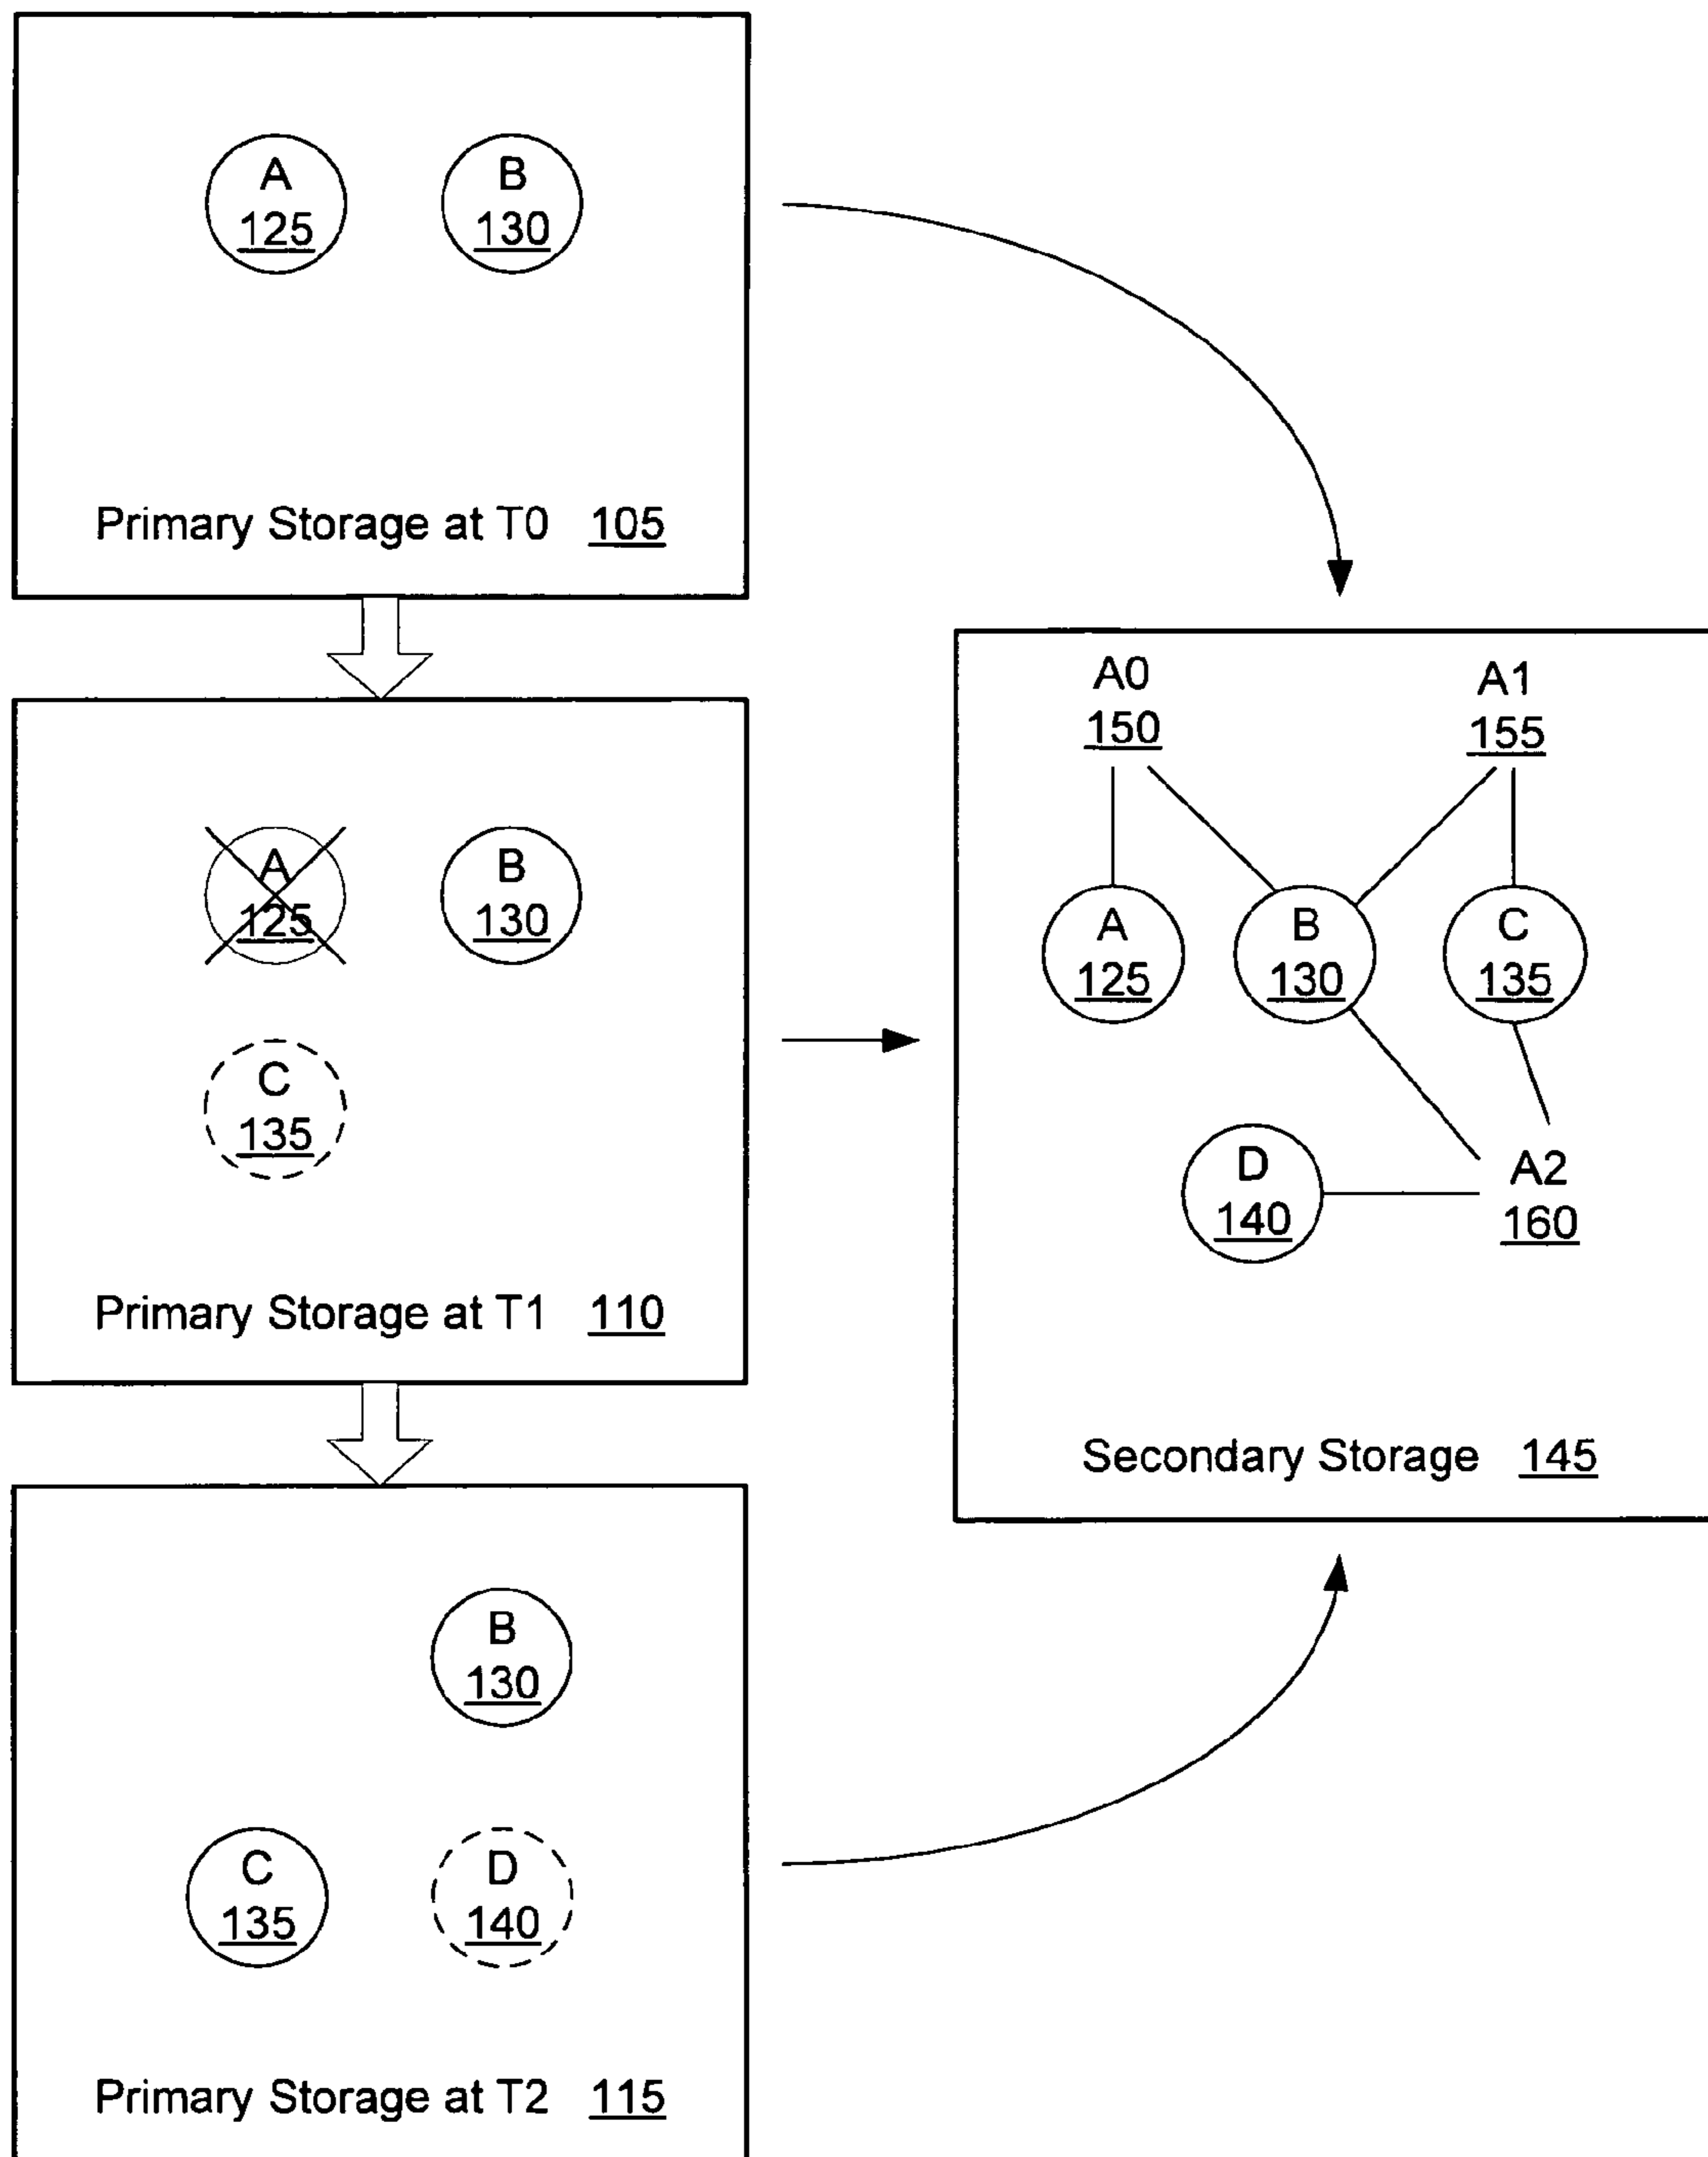 A
125
B
130
Primary Storage at T0 105
A
125
B
130
C
135
Primary Storage at T1 110
B
130
C
135
D
140
Primary Storage at T2 115
A0
150
A1
155
A
125
B
130
C
135
D
140
A2
160
Secondary Storage 145